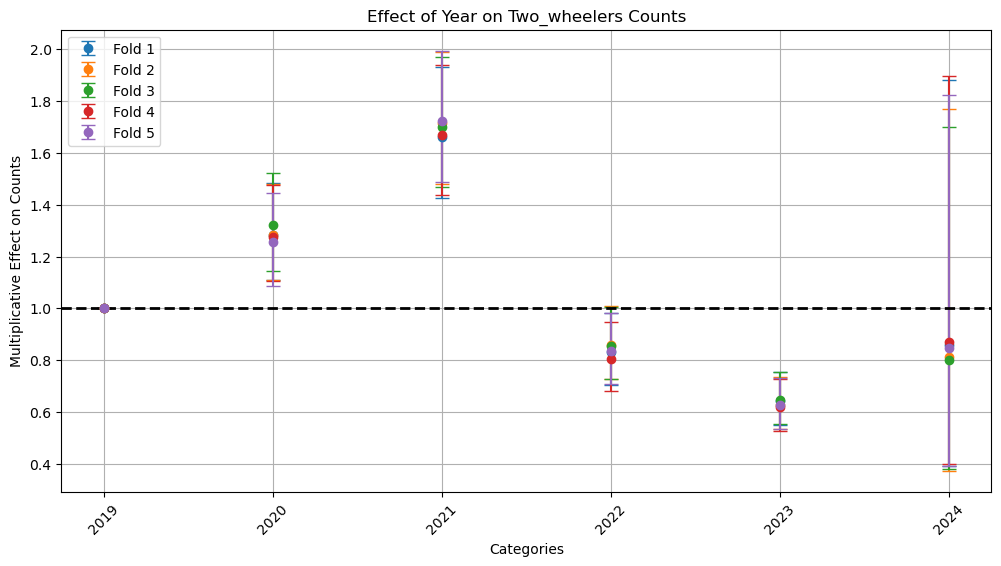 Effect of Year on Two_wheelers Counts
Multiplicative Effect on Counts
2.0
1.8
1.6
1.4
1.2
1.0
0.8
0.6
0.4
Fold 1
Fold 2
Fold 3
Fold 4
Fold 5
2019
2020
2021
2022
2023
2024
Categories